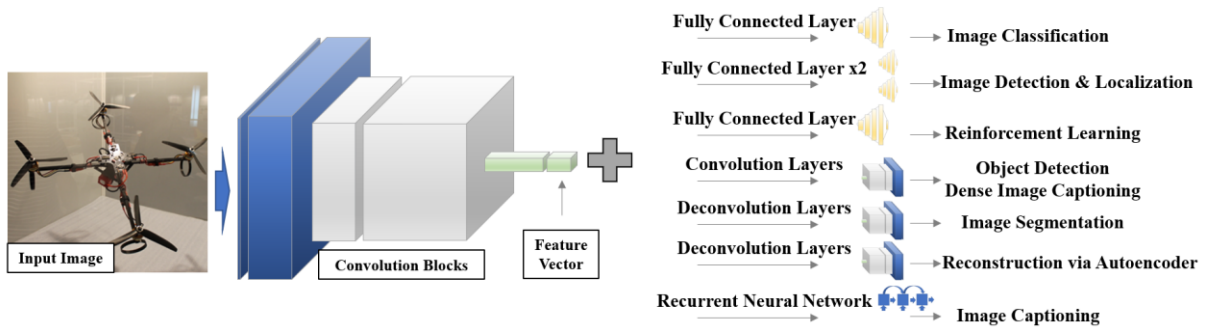 Input Image
Convolution Blocks
Feature
Vector
Fully Connected Layer
Image Classification
Fully Connected Layer x2
Image Detection & Localization
Fully Connected Layer
Reinforcement Learning
Convolution Layers
Object Detection
Dense Image Captioning
Deconvolution Layers
Image Segmentation
Deconvolution Layers
Reconstruction via Autoencoder
Recurrent Neural Network
Image Captioning